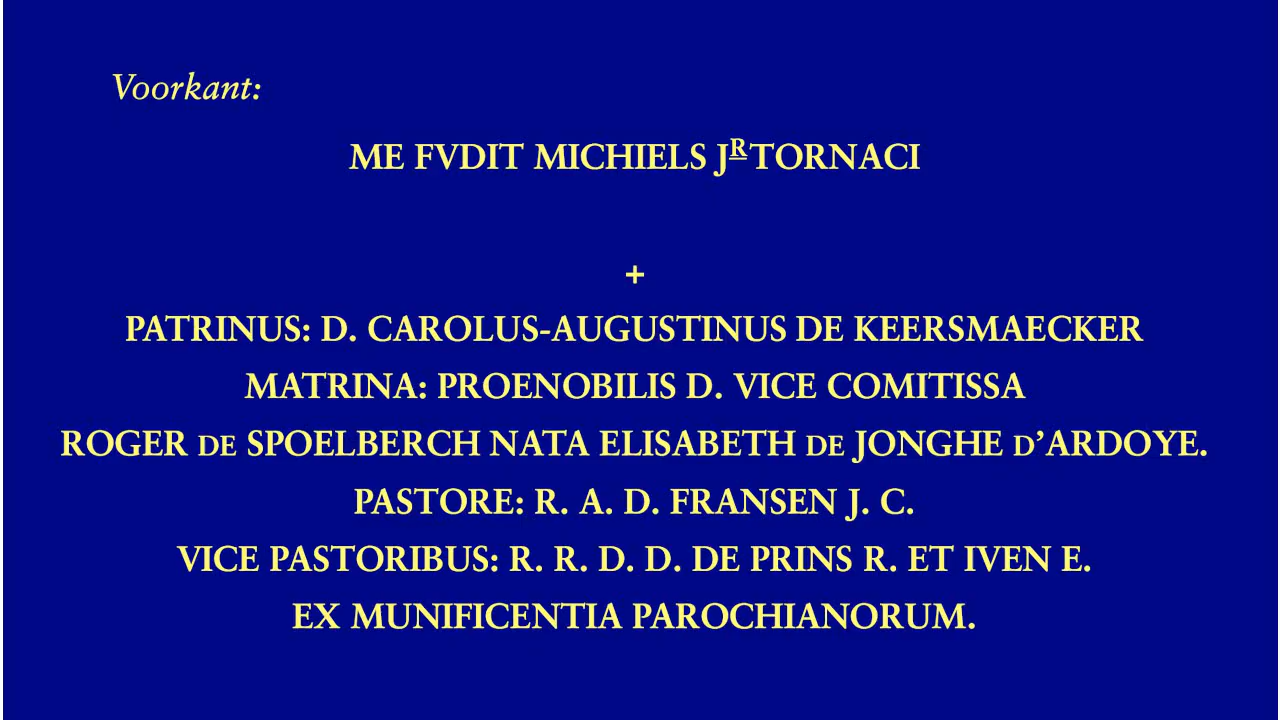 Voorkant:
ME FVDIT MICHIELS JR TORNACI
+
PATRINUS: D. CAROLUS-AUGUSTINUS DE KEERSMAECKER
MATRINA: PROENOBILIS D. VICE COMITISSA
ROGER DE SPOELBERCH NATA ELISABETH DE JONGHE D’ARDOYE.
PASTORE: R. A. D. FRANSEN J. C.
VICE PASTORIBUS: R. R. D. D. DE PRINS R. ET IVEN E.
EX MUNIFICENTIA PAROCHIANORUM.